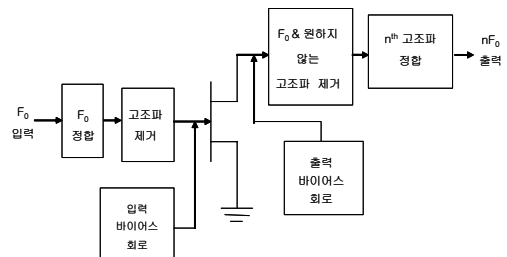 F₀
입력
F₀
정합
고조파
제거
F₀ & 원하지
않는
고조파 제거
nᵗʰ 고조파
정합
nF₀
출력
입력
바이어스
회로
출력
바이어스
회로